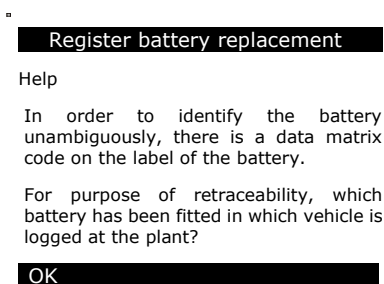 Register battery replacement
Help
In order to identify the battery
unambiguously, there is a data matrix
code on the label of the battery.
For purpose of retraceability, which
battery has been fitted in which vehicle is
logged at the plant?
OK